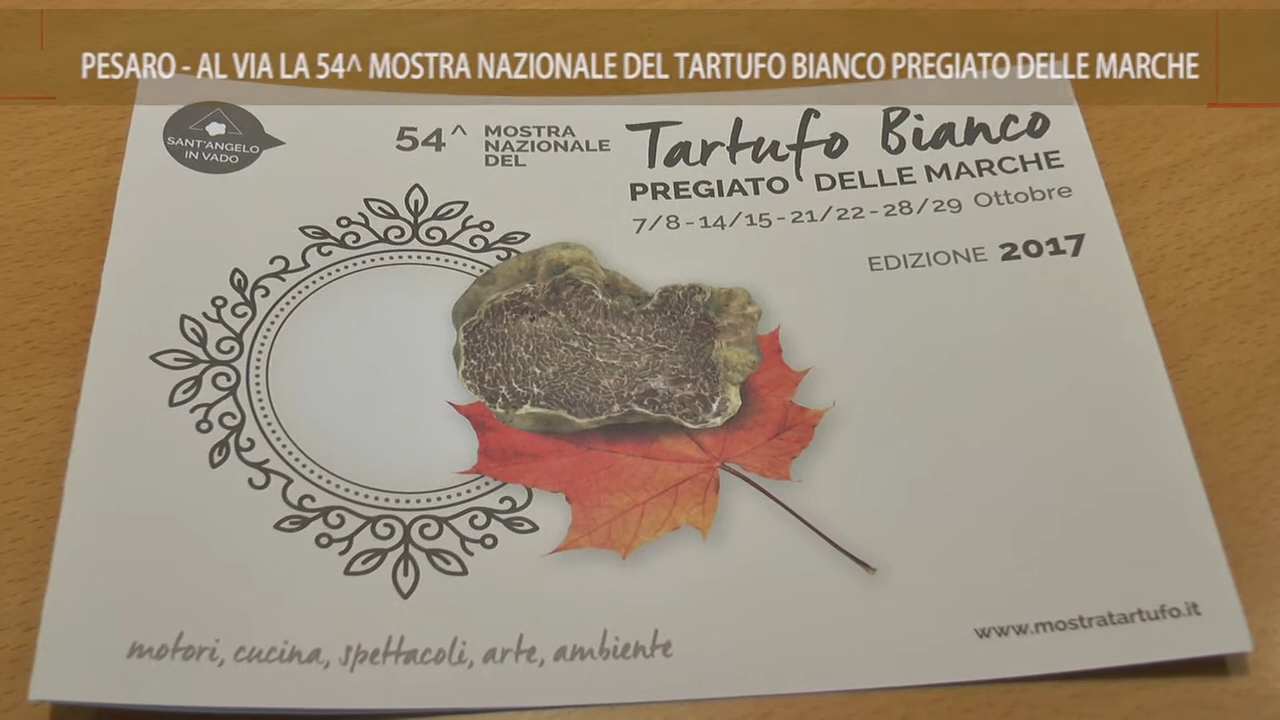 PESARO - AL VIA LA 54^ MOSTRA NAZIONALE DEL TARTUFO BIANCO PREGIATO DELLE MARCHE
SANT'ANGELO
IN VADO
54^ MOSTRA
NAZIONALE
DEL
Tartufo Bianco
PREGIATO DELLE MARCHE
7/8-14/15-21/22-28/29 Ottobre
EDIZIONE 2017
motori, cucina, spettacoli, arte, ambiente
www.mostratartufo.it